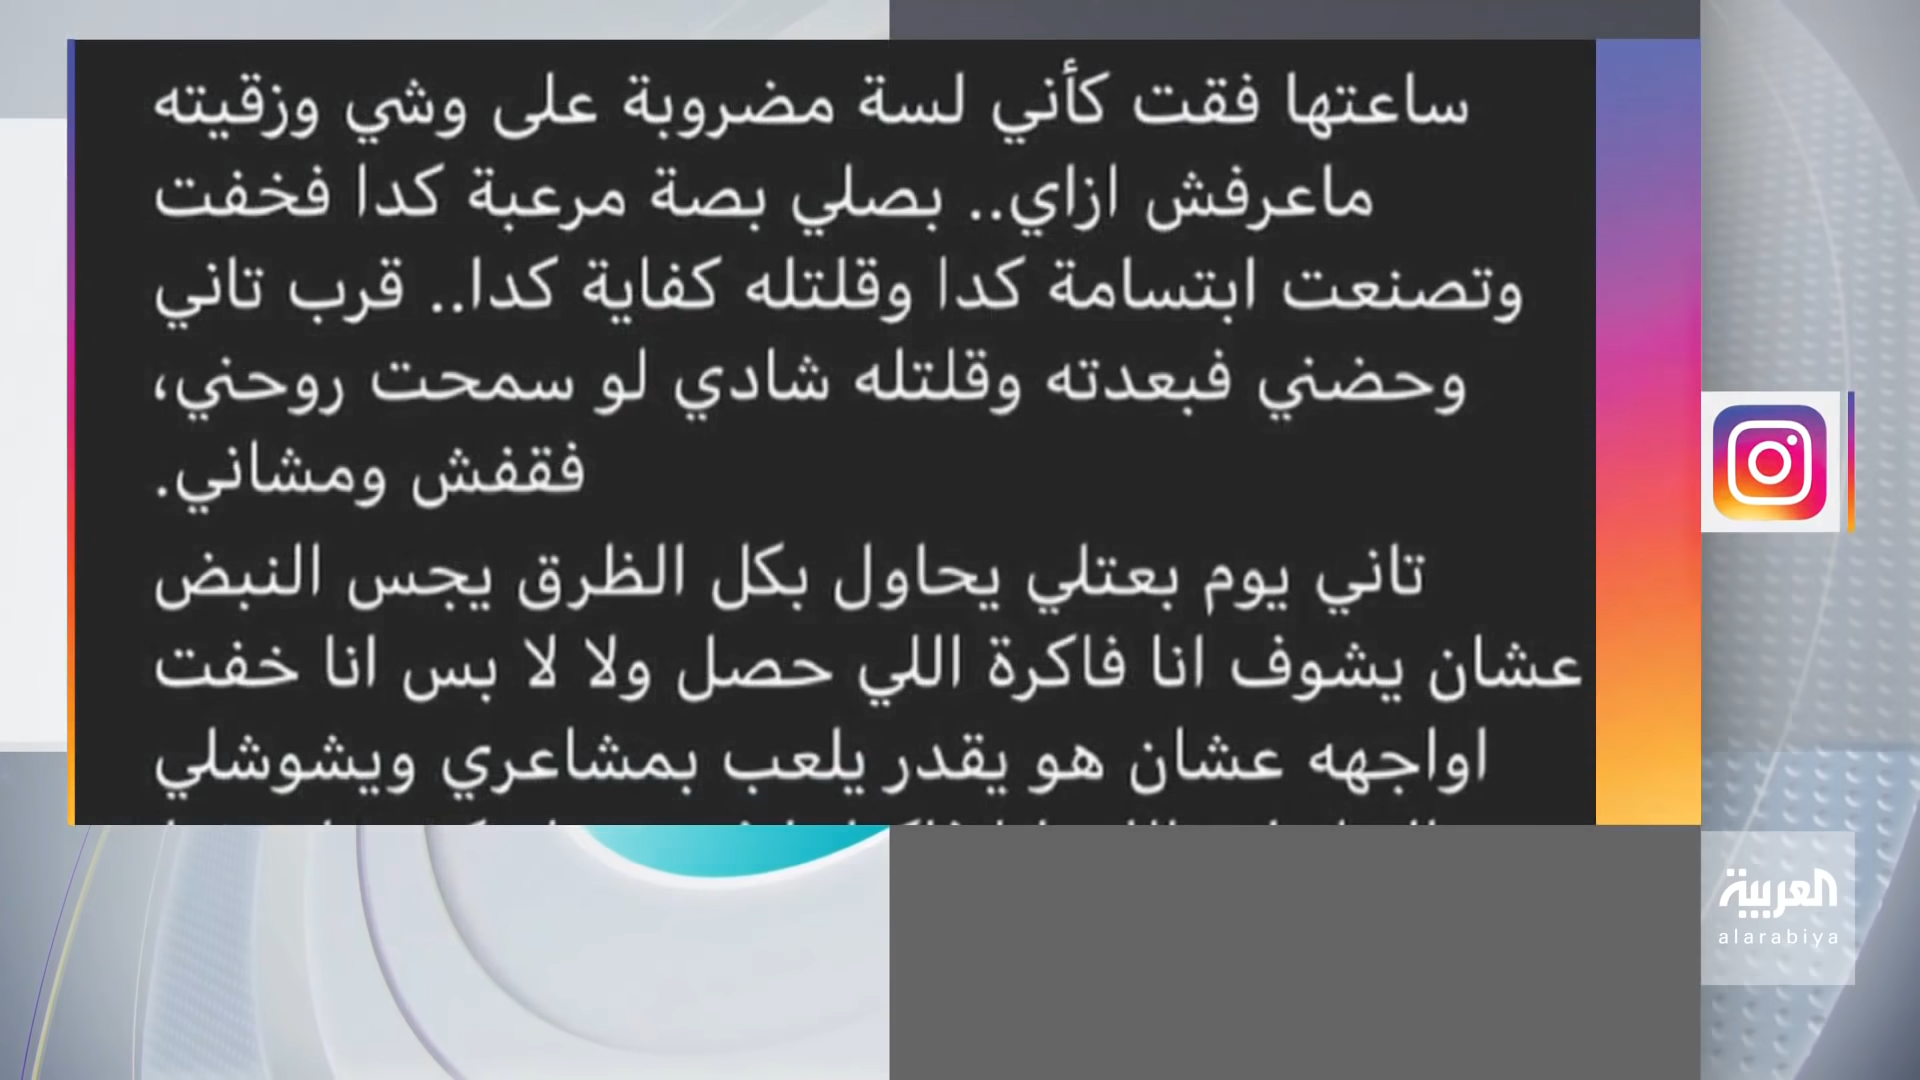 ساعتها فقت كأني لسة مضروبة على وشي وزقيته
ماعرفش ازاي.. بصلي بصة مرعبة كدا فخفت
وتصنعت ابتسامة كدا وقلتله كفاية كدا.. قرب تاني
وحضني فبعدته وقلتله شادي لو سمحت روحني،
فقفش ومشاني.
تاني يوم بعتلي يحاول بكل الظرق يجس النبض
عشان يشوف انا فاكرة اللي حصل ولا لا بس انا خفت
اواجهه عشان هو يقدر يلعب بمشاعري ويشوشلي
العربية
alarabiya